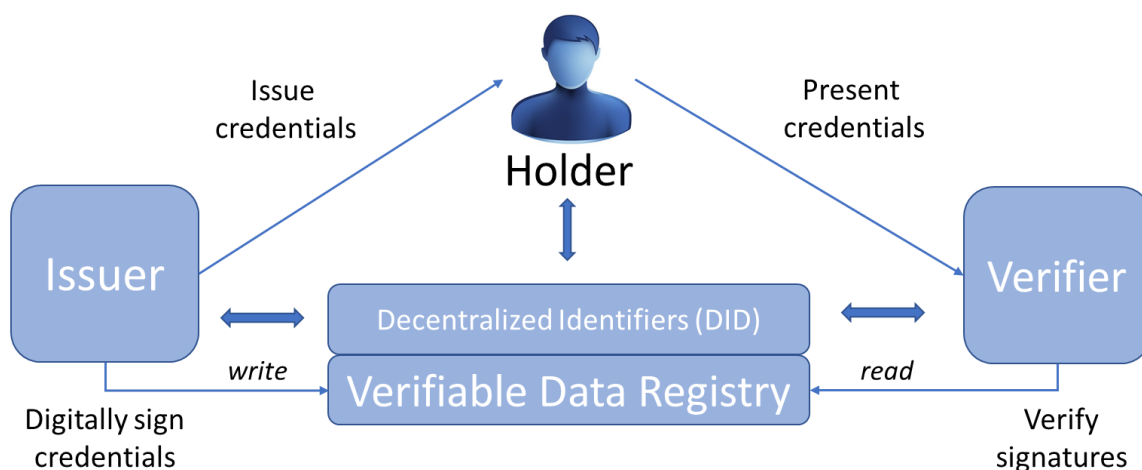 Issue
credentials
Present
credentials
Holder
Issuer
Verifier
Decentralized Identifiers (DID)
write
Verifiable Data Registry
read
Digitally sign
credentials
Verify
signatures